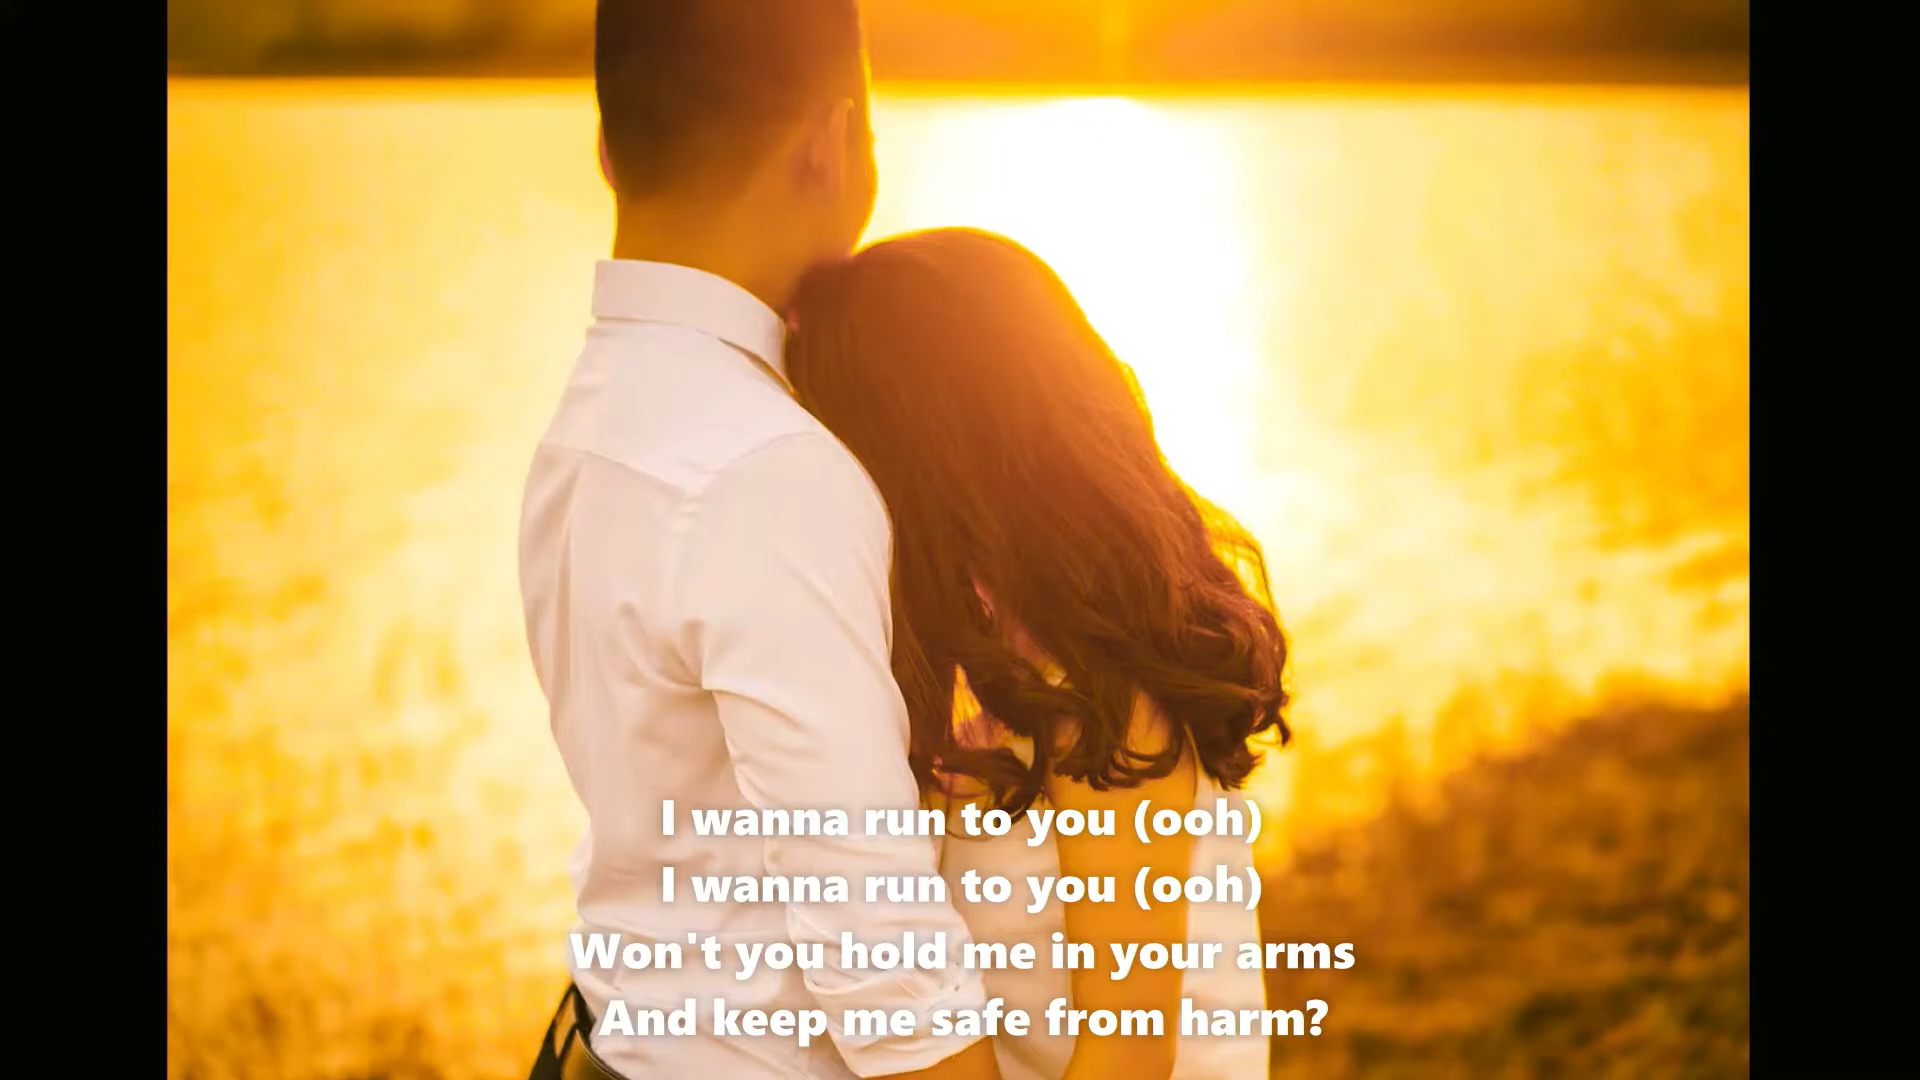 I wanna run to you (ooh)
I wanna run to you (ooh)
Won't you hold me in your arms
And keep me safe from harm?